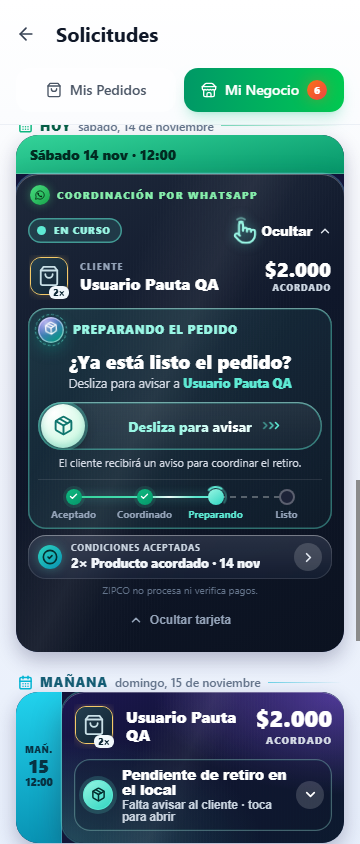 Solicitudes
Mis Pedidos
Mi Negocio 6
HOY sábado, 14 de noviembre
Sábado 14 nov · 12:00
COORDINACIÓN POR WHATSAPP
EN CURSO
Ocultar
2×
CLIENTE
Usuario Pauta QA
$2.000
ACORDADO
PREPARANDO EL PEDIDO
¿Ya está listo el pedido?
Desliza para avisar a Usuario Pauta QA
Desliza para avisar
El cliente recibirá un aviso para coordinar el retiro.
Aceptado Coordinado Preparando Listo
CONDICIONES ACEPTADAS
2× Producto acordado · 14 nov
ZIPCO no procesa ni verifica pagos.
Ocultar tarjeta
MAÑANA domingo, 15 de noviembre
MAÑ.
15
12:00
2×
Usuario Pauta
QA
$2.000
ACORDADO
Pendiente de retiro en
el local
Falta avisar al cliente · toca
para abrir